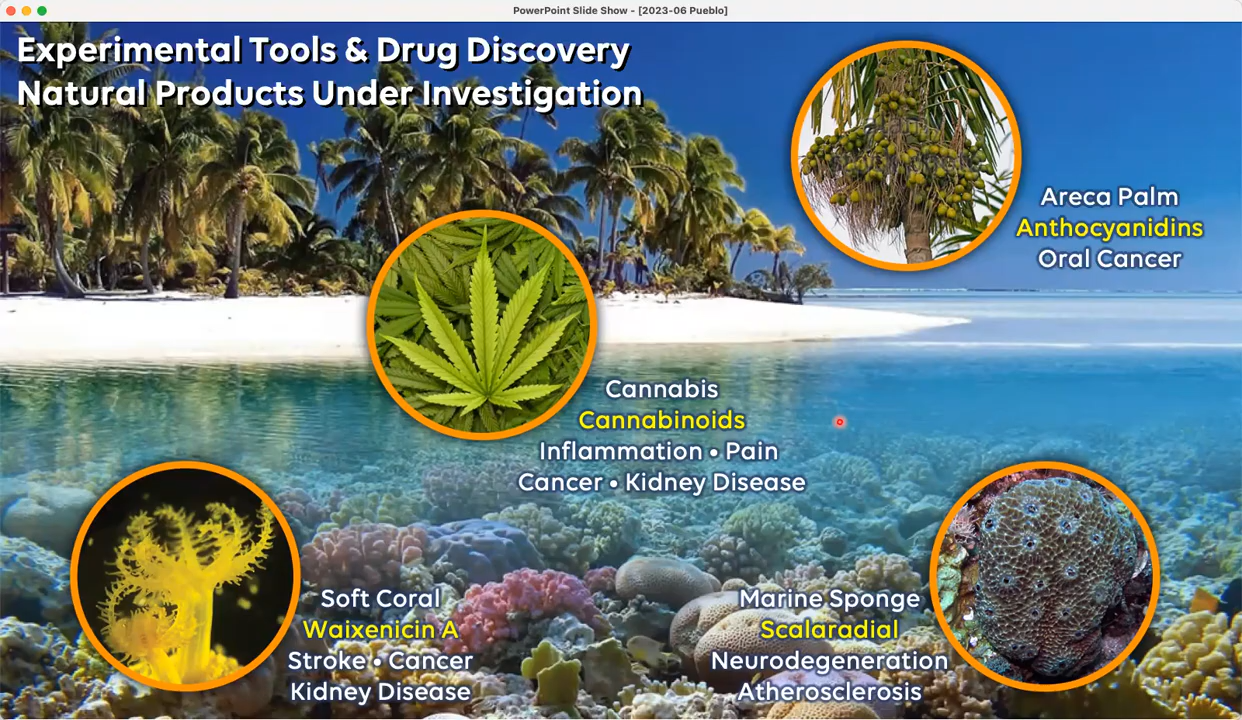 PowerPoint Slide Show - [2023-06 Pueblo]
Experimental Tools & Drug Discovery
Natural Products Under Investigation
Areca Palm
Anthocyanidins
Oral Cancer
Cannabis
Cannabinoids
Inflammation • Pain
Cancer • Kidney Disease
Soft Coral
Waixenicin A
Stroke • Cancer
Kidney Disease
Marine Sponge
Scalaradial
Neurodegeneration
Atherosclerosis